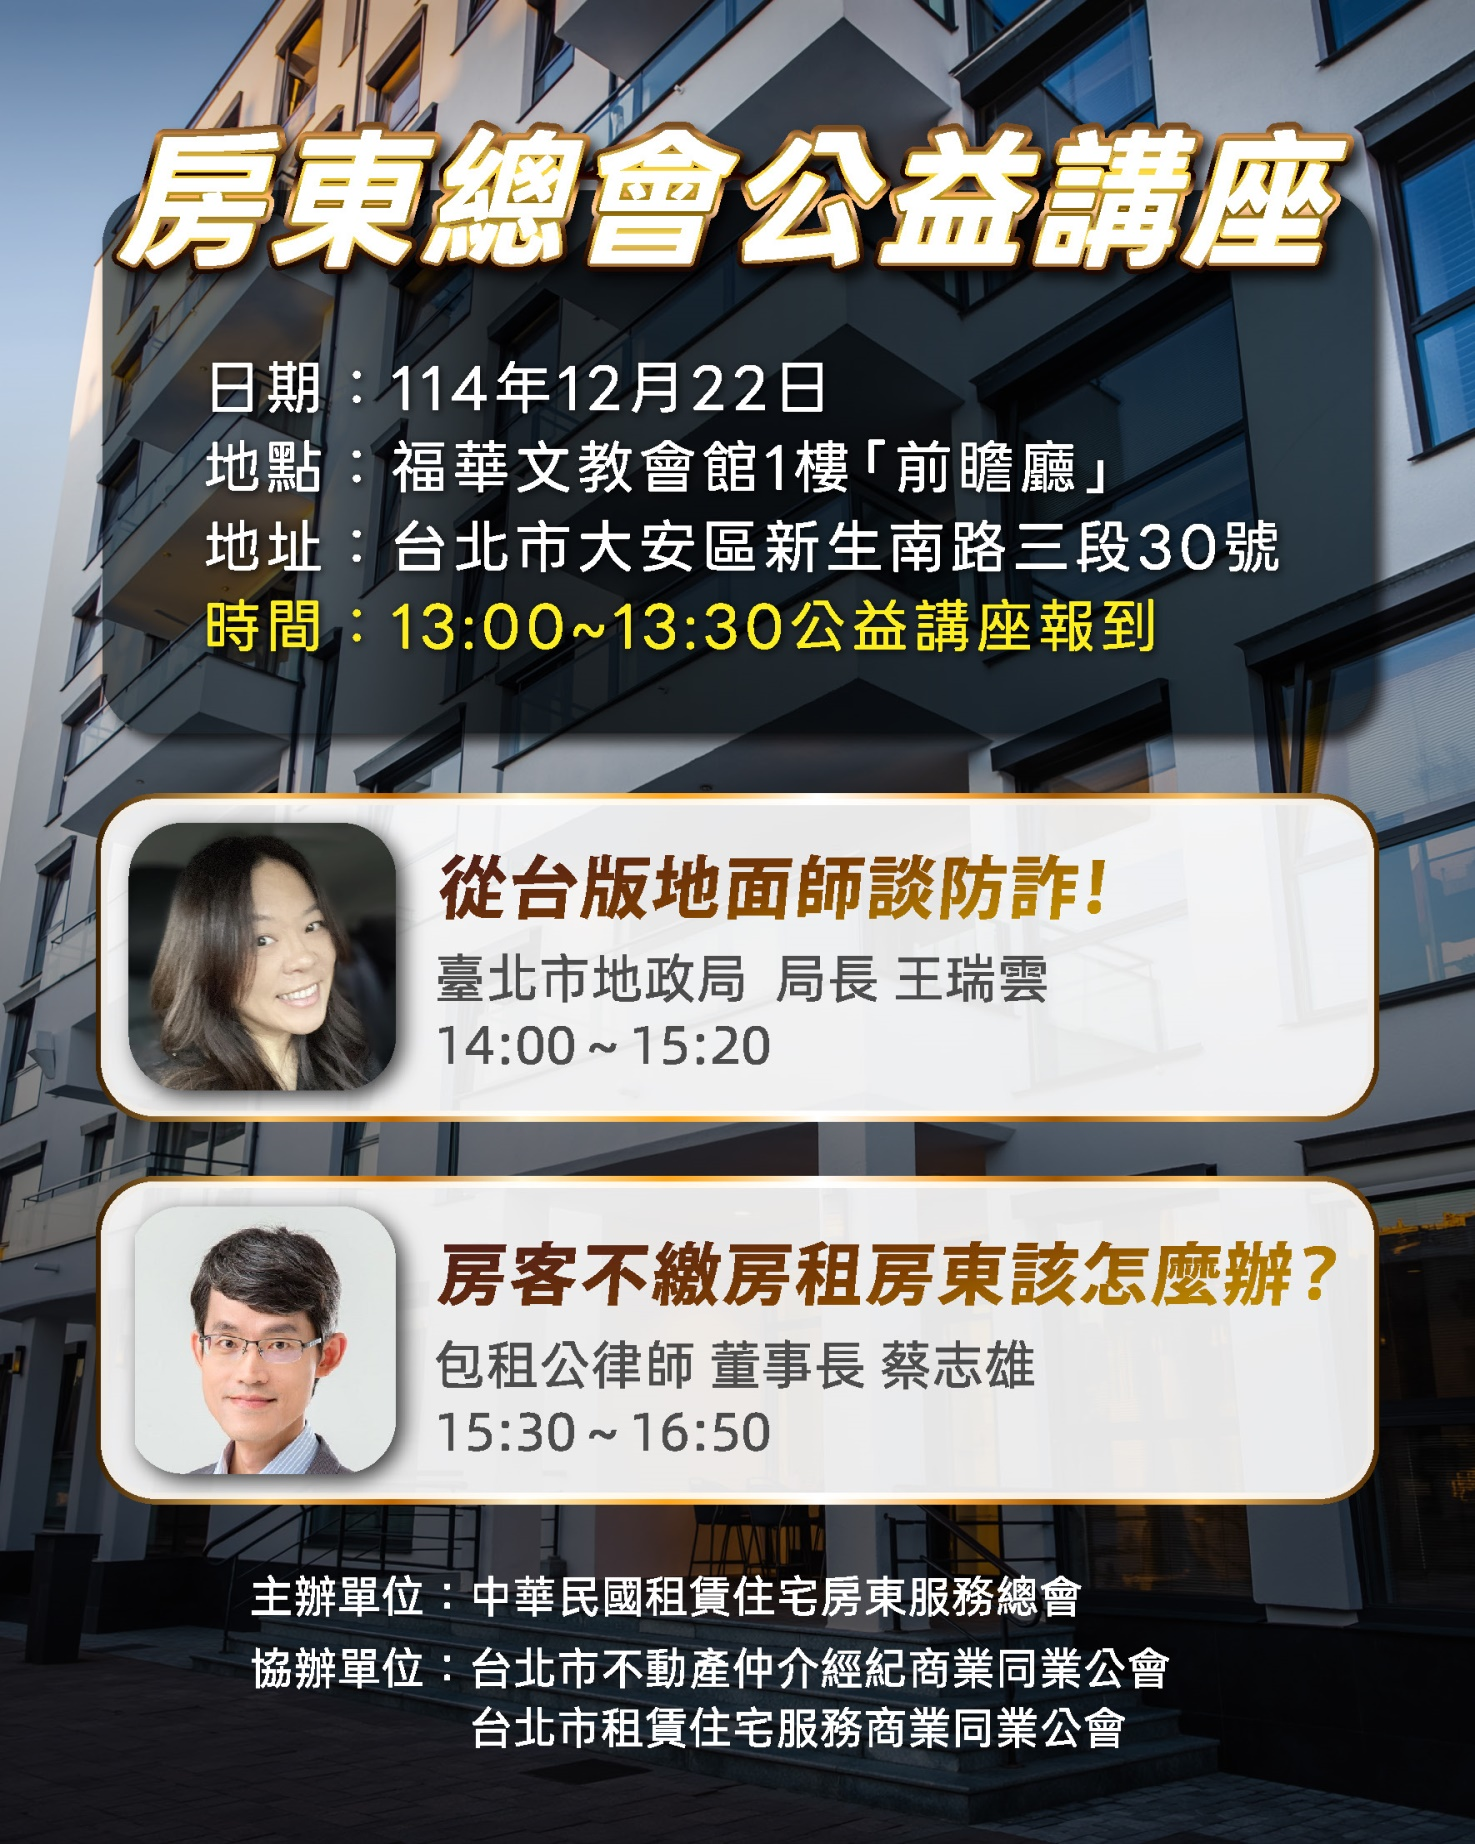 房東總會公益講座
日期：114年12月22日
地點：福華文教會館1樓「前瞻廳」
地址：台北市大安區新生南路三段30號
時間：13:00~13:30公益講座報到
從台版地面師談防詐!
臺北市地政局 局長 王瑞雲
14:00~15:20
房客不繳房租房東該怎麼辦?
包租公律師 董事長 蔡志雄
15:30~16:50
主辦單位：中華民國租賃住宅房東服務總會
協辦單位：台北市不動產仲介經紀商業同業公會
台北市租賃住宅服務商業同業公會